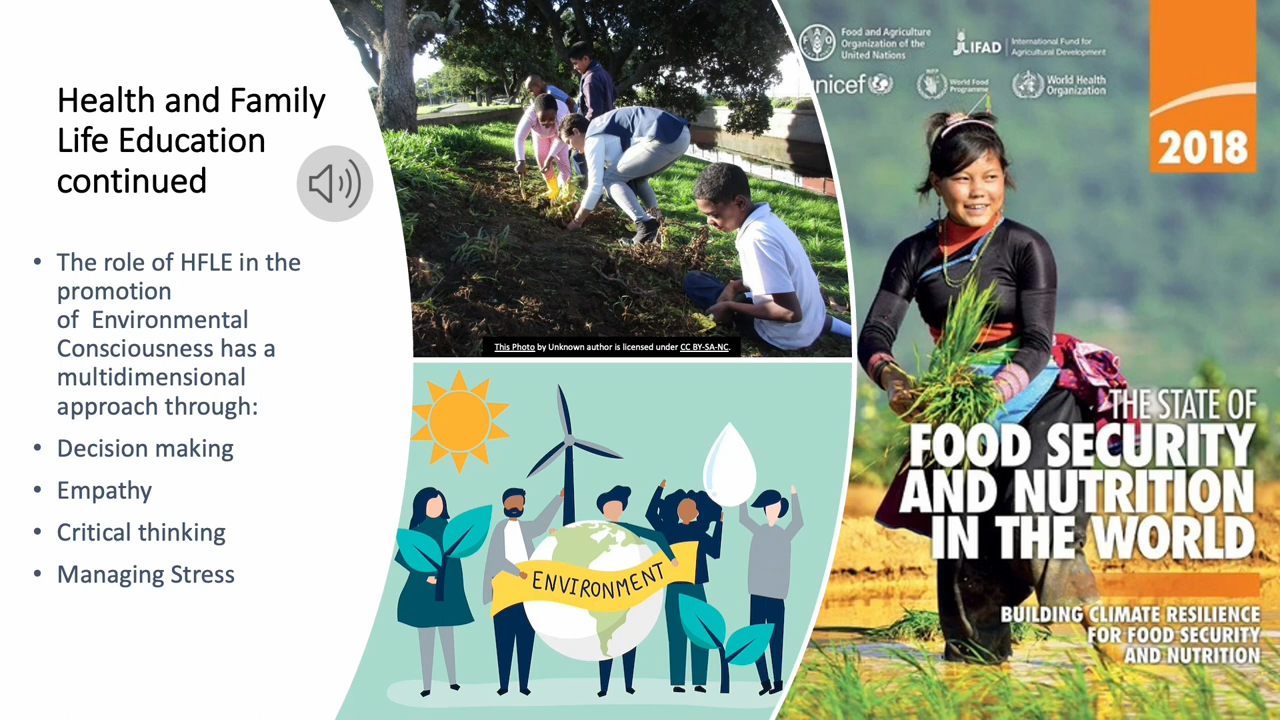 Health and Family
Life Education
continued
• The role of HFLE in the
promotion
of  Environmental
Consciousness has a
multidimensional
approach through:
• Decision making
• Empathy
• Critical thinking
• Managing Stress
This Photo by Unknown author is licensed under CC BY-SA-NC.
ENVIRONMENT
FAO
Food and Agriculture
Organization of the
United Nations
JLIFAD
International Fund for
Agricultural Development
unicef
WFP
World Food
Programme
World Health
Organization
2018
THE STATE OF
FOOD SECURITY
AND NUTRITION
IN THE WORLD
BUILDING CLIMATE RESILIENCE
FOR FOOD SECURITY
AND NUTRITION